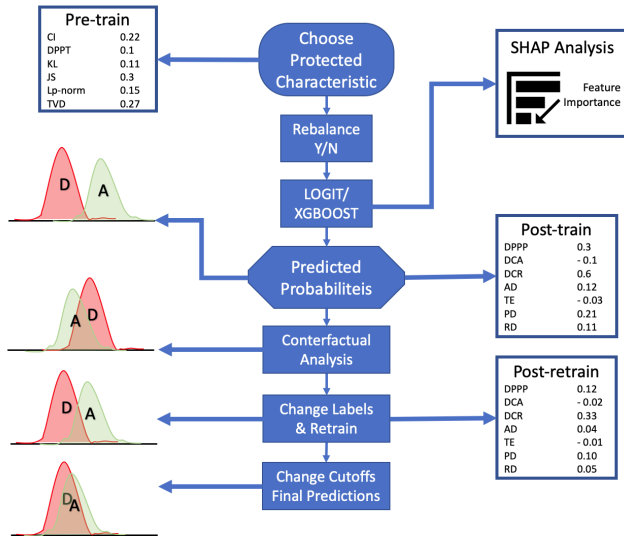 Pre-train
CI 0.22
DPPT 0.1
KL 0.11
JS 0.3
Lp-norm 0.15
TVD 0.27
Choose
Protected
Characteristic
SHAP Analysis
Feature
Importance
Rebalance
Y/N
LOGIT/
XGBOOST
D
A
Predicted
Probabiliteis
Post-train
DPPP 0.3
DCA - 0.1
DCR 0.6
AD 0.12
TE - 0.03
PD 0.21
RD 0.11
A
D
Conterfactual
Analysis
D
A
Change Labels
& Retrain
Post-retrain
DPPP 0.12
DCA - 0.02
DCR 0.33
AD 0.04
TE - 0.01
PD 0.10
RD 0.05
D
A
Change Cutoffs
Final Predictions